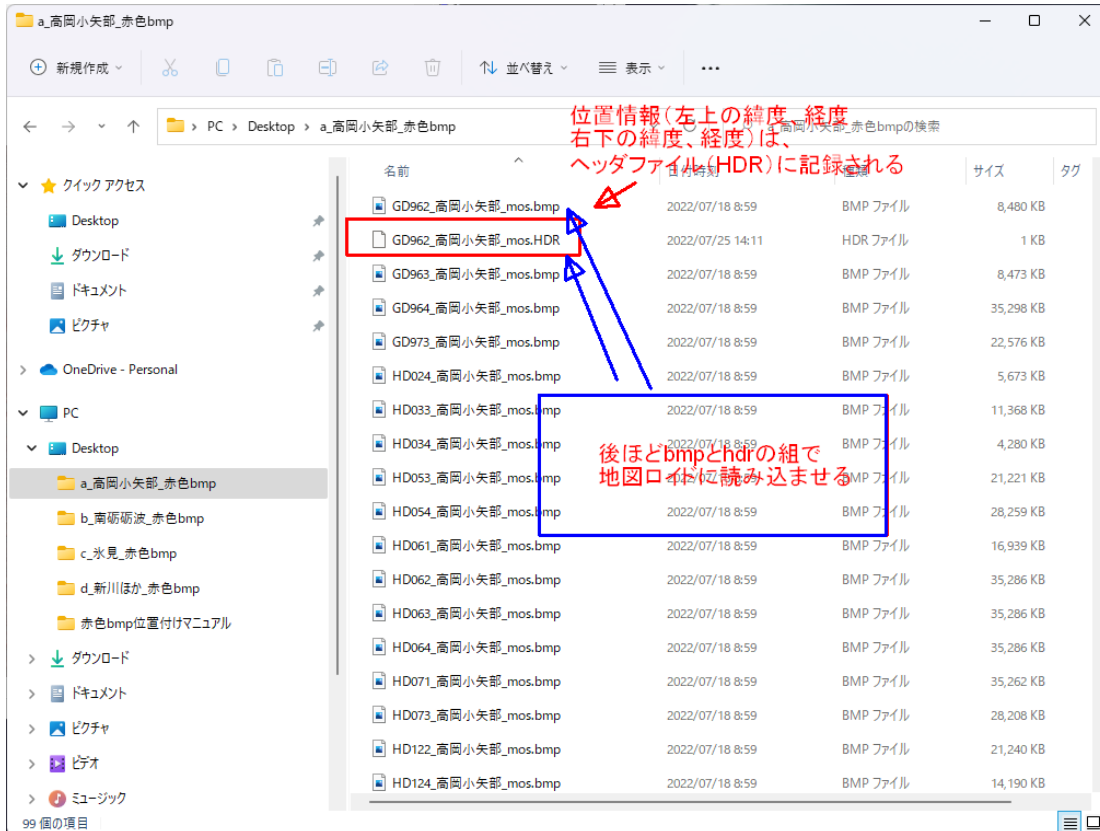 a_高岡小矢部_赤色bmp
新規作成
並べ替え
表示
PC > Desktop > a_高岡小矢部_赤色bmp
a_高岡小矢部_赤色bmpの検索
位置情報(左上の緯度、経度
右下の緯度、経度)は、
ヘッダファイル(HDR)に記録される
クイック アクセス
Desktop
ダウンロード
ドキュメント
ピクチャ
OneDrive - Personal
PC
Desktop
a_高岡小矢部_赤色bmp
b_南砺砺波_赤色bmp
c_氷見_赤色bmp
d_新川ほか_赤色bmp
赤色bmp位置付けマニュアル
ダウンロード
ドキュメント
ピクチャ
ビデオ
ミュージック
名前 日付時刻 種類 サイズ タグ
GD962_高岡小矢部_mos.bmp 2022/07/18 8:59 BMP ファイル 8,480 KB
GD962_高岡小矢部_mos.HDR 2022/07/25 14:11 HDR ファイル 1 KB
GD963_高岡小矢部_mos.bmp 2022/07/18 8:59 BMP ファイル 8,473 KB
GD964_高岡小矢部_mos.bmp 2022/07/18 8:59 BMP ファイル 35,298 KB
GD973_高岡小矢部_mos.bmp 2022/07/18 8:59 BMP ファイル 22,576 KB
HD024_高岡小矢部_mos.bmp 2022/07/18 8:59 BMP ファイル 5,673 KB
HD033_高岡小矢部_mos.bmp 2022/07/18 8:59 BMP ファイル 11,368 KB
HD034_高岡小矢部_mos.bmp 2022/07/18 8:59 BMP ファイル 4,280 KB
HD053_高岡小矢部_mos.bmp 2022/07/18 8:59 BMP ファイル 21,221 KB
HD054_高岡小矢部_mos.bmp 2022/07/18 8:59 BMP ファイル 28,259 KB
HD061_高岡小矢部_mos.bmp 2022/07/18 8:59 BMP ファイル 16,939 KB
HD062_高岡小矢部_mos.bmp 2022/07/18 8:59 BMP ファイル 35,286 KB
HD063_高岡小矢部_mos.bmp 2022/07/18 8:59 BMP ファイル 35,286 KB
HD064_高岡小矢部_mos.bmp 2022/07/18 8:59 BMP ファイル 35,286 KB
HD071_高岡小矢部_mos.bmp 2022/07/18 8:59 BMP ファイル 35,262 KB
HD073_高岡小矢部_mos.bmp 2022/07/18 8:59 BMP ファイル 28,208 KB
HD122_高岡小矢部_mos.bmp 2022/07/18 8:59 BMP ファイル 21,240 KB
HD124_高岡小矢部_mos.bmp 2022/07/18 8:59 BMP ファイル 14,190 KB
後ほどbmpとhdrの組で
地図ロイドに読み込ませる
99 個の項目